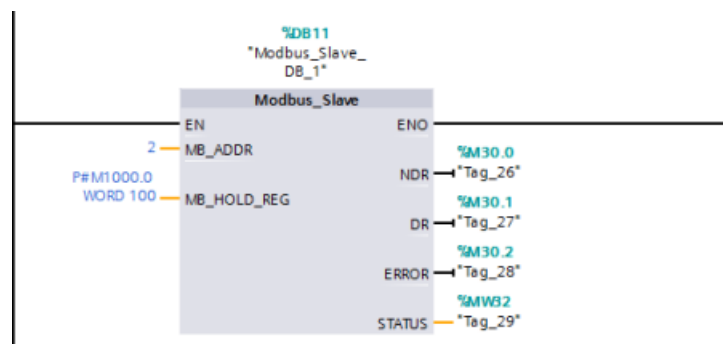 %DB11
"Modbus_Slave_
DB_1"
Modbus_Slave
EN ENO
2 MB_ADDR
%M30.0
NDR "Tag_26"
P#M1000.0
WORD 100 MB_HOLD_REG
%M30.1
DR "Tag_27"
%M30.2
ERROR "Tag_28"
%MW32
STATUS "Tag_29"